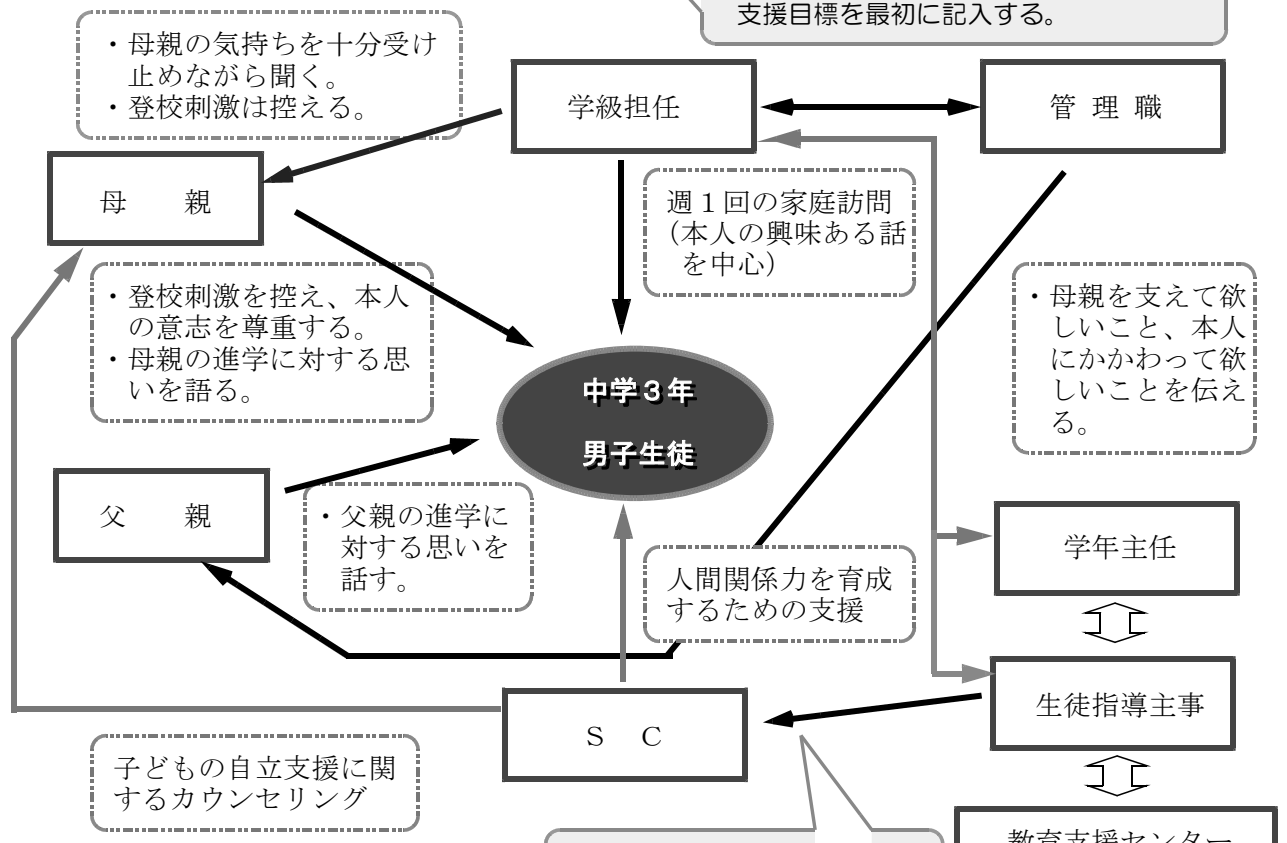 支援目標を最初に記入する。
・母親の気持ちを十分受け
止めながら聞く。
・登校刺激は控える。
学級担任
管 理 職
母 親
週１回の家庭訪問
（本人の興味ある話
を中心）
・登校刺激を控え、本人
の意志を尊重する。
・母親の進学に対する思
いを語る。
・母親を支えて欲
しいこと、本人
にかかわって欲
しいことを伝え
る。
中学３年
男子生徒
父 親
・父親の進学に
対する思いを
話す。
人間関係力を育成
するための支援
学年主任
生徒指導主事
Ｓ Ｃ
子どもの自立支援に関
するカウンセリング
教育支援センター